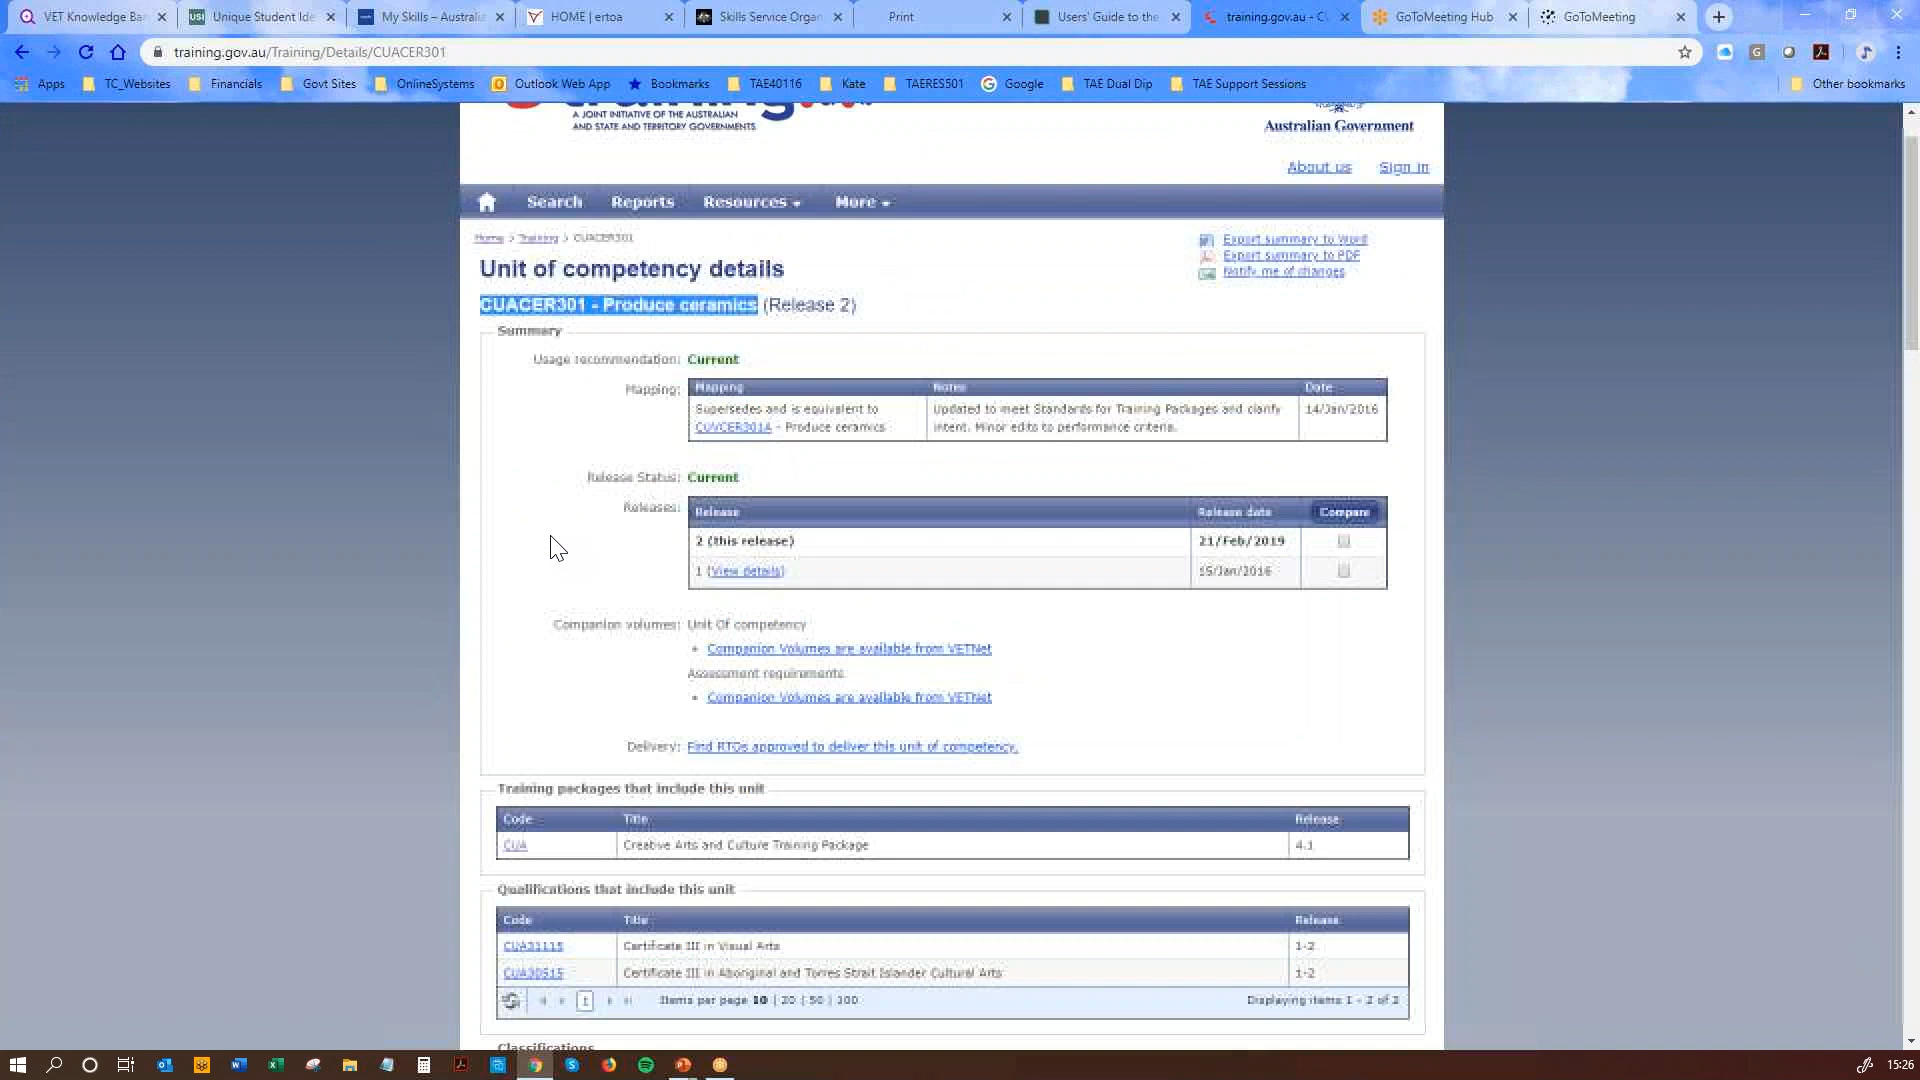 VET Knowledge Ba
Unique Student Ide
My Skills – Austral
HOME | ertoa
Skills Service Organ
Print
Users' Guide to the
training.gov.au - C
GoToMeeting Hub
GoToMeeting
training.gov.au/Training/Details/CUACER301
Apps
TC_Websites
Financials
Govt Sites
OnlineSystems
Outlook Web App
Bookmarks
TAE40116
Kate
TAERES501
Google
TAE Dual Dip
TAE Support Sessions
Other bookmarks
A JOINT INITIATIVE OF THE AUSTRALIAN
AND STATE AND TERRITORY GOVERNMENTS
Australian Government
About us Sign in
Search Reports Resources More
Home > Training > CUACER301
Export summary to Word
Export summary to PDF
Notify me of changes
Unit of competency details
CUACER301 - Produce ceramics (Release 2)
Summary
Usage recommendation: Current
Mapping:
Mapping Notes Date
Supersedes and is equivalent to
CUVCER301A - Produce ceramics
Updated to meet Standards for Training Packages and clarify
intent. Minor edits to performance criteria.
14/Jan/2016
Release Status: Current
Releases:
Release Release date Compare
2 (this release) 21/Feb/2019
1 (View details) 15/Jan/2016
Companion volumes: Unit Of competency
• Companion Volumes are available from VETNet
Assessment requirements
• Companion Volumes are available from VETNet
Delivery: Find RTOs approved to deliver this unit of competency.
Training packages that include this unit
Code Title Release
CUA Creative Arts and Culture Training Package 4.1
Qualifications that include this unit
Code Title Release
CUA31115 Certificate III in Visual Arts 1-2
CUA30515 Certificate III in Aboriginal and Torres Strait Islander Cultural Arts 1-2
1 Items per page 10 | 20 | 50 | 100 Displaying items 1 - 2 of 2
Classifications
15:26